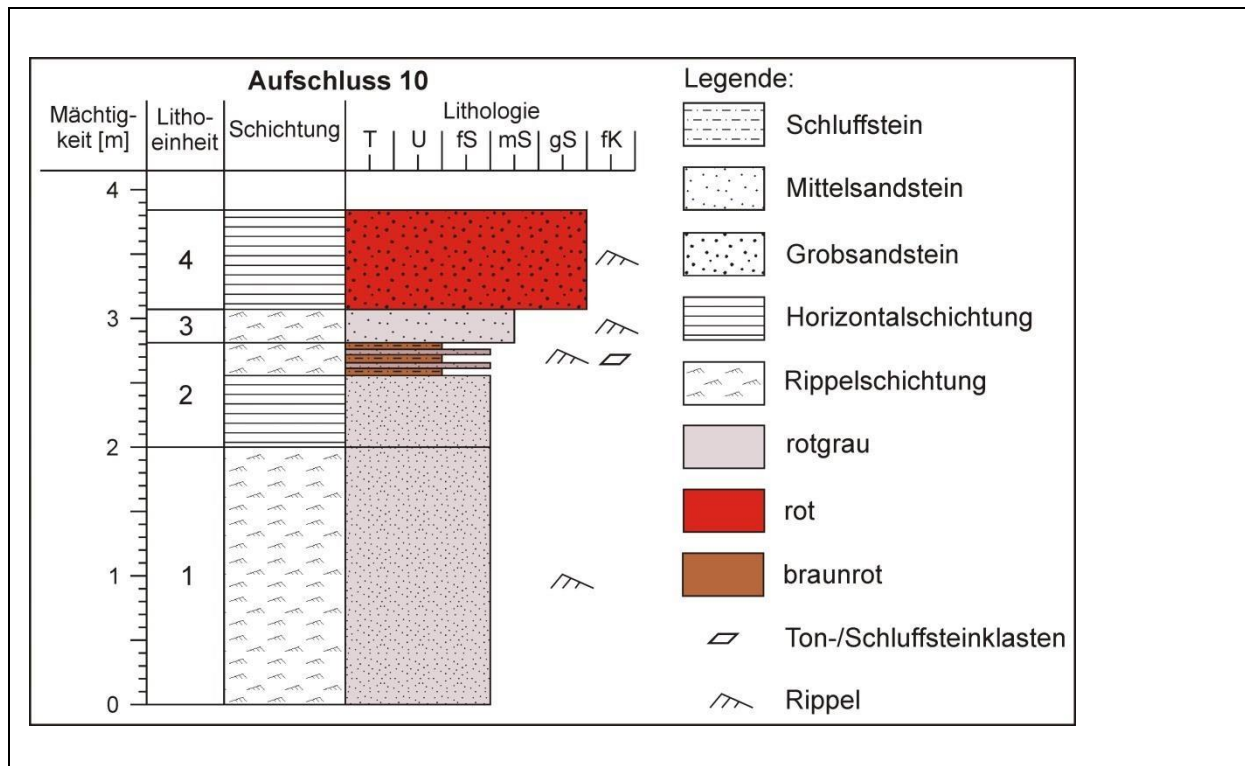 Aufschluss 10
Mächtig-
keit [m]
Litho-
einheit
Schichtung
Lithologie
T U fS mS gS fK
4
3
2
1
0
4
3
2
1
Legende:
Schluffstein
Mittelsandstein
Grobsandstein
Horizontalschichtung
Rippelschichtung
rotgrau
rot
braunrot
Ton-/Schluffsteinklasten
Rippel